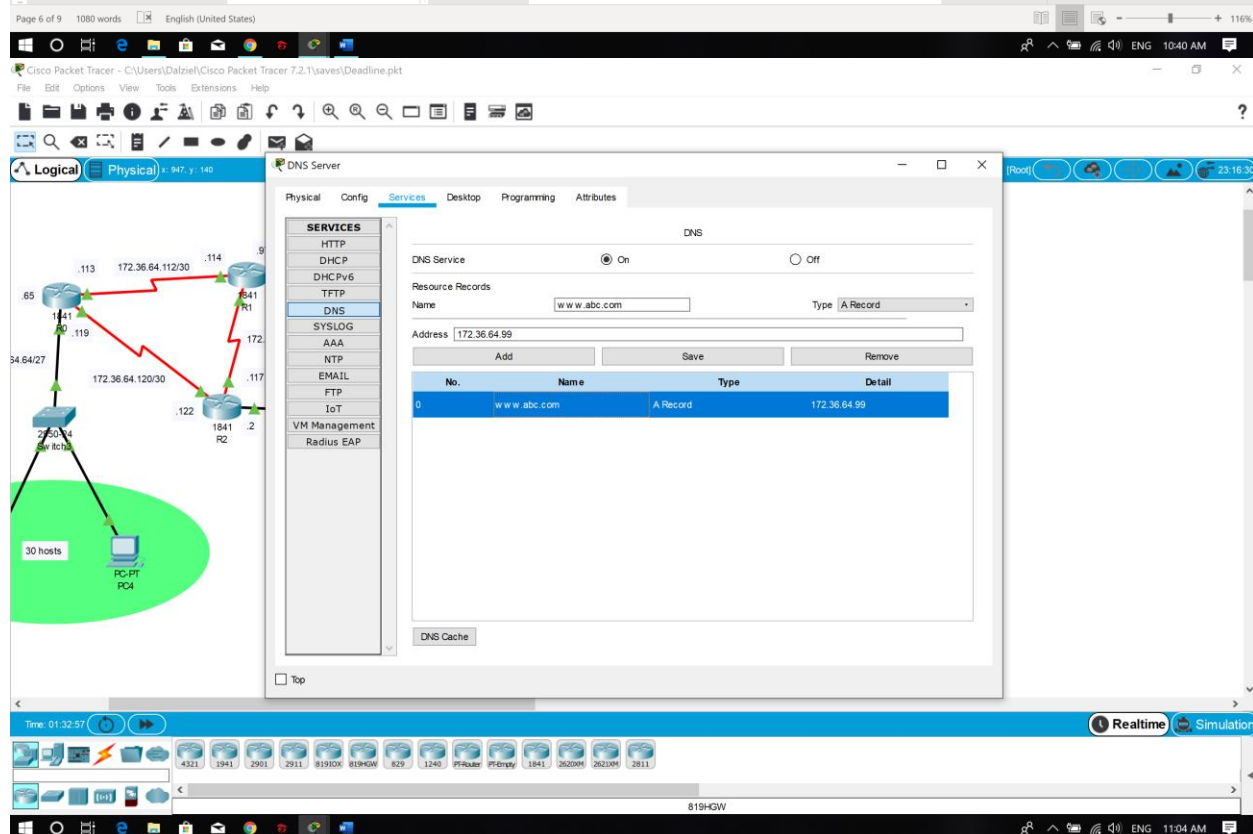 Page 6 of 9 1080 words English (United States) 116%
ENG 10:40 AM
Cisco Packet Tracer - C:\Users\Dalziel\Cisco Packet Tracer 7.2.1\saves\Deadline.pkt
File Edit Options View Tools Extensions Help
?
Logical Physical x: 947, y: 140 [Root] 23:16:30
DNS Server
Physical Config Services Desktop Programming Attributes
SERVICES
HTTP
DHCP
DHCPv6
TFTP
DNS
SYSLOG
AAA
NTP
EMAIL
FTP
IoT
VM Management
Radius EAP
DNS
DNS Service On Off
Resource Records
Name www.abc.com Type A Record
Address 172.36.64.99
Add Save Remove
No. Name Type Detail
0 www.abc.com A Record 172.36.64.99
DNS Cache
Top
.113 172.36.64.112/30 .114 .9
.65
1841
R0
1841
R1
.119
172.
64.64/27
172.36.64.120/30 .117
.122
1841 .2
R2
2950-24
Switch3
30 hosts
PC-PT
PC4
Time: 01:32:57 Realtime Simulation
4321 1941 2901 2911 819IOX 819HGW 829 1240 PT-Router PT-Empty 1841 2620XM 2621XM 2811
819HGW
ENG 11:04 AM